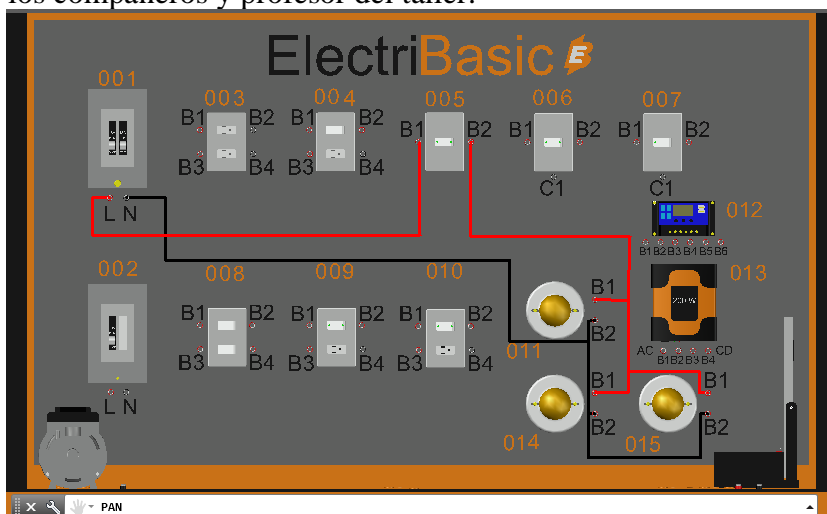 los compañeros y profesor del taller.
ElectriBasic
001
003 004 005 006 007
B1 B2 B1 B2 B1 B2 B1 B2 B1 B2
B3 B4 B3 B4
C1 C1
L N
012
B1 B2 B3 B4 B5 B6
002
008 009 010
013
200 W
B1 B2 B1 B2 B1 B2
B3 B4 B3 B4 B3 B4
B1
B2
011
AC CD
B1 B2 B3 B4
L N
B1 B1
B2 B2
014 015
PAN